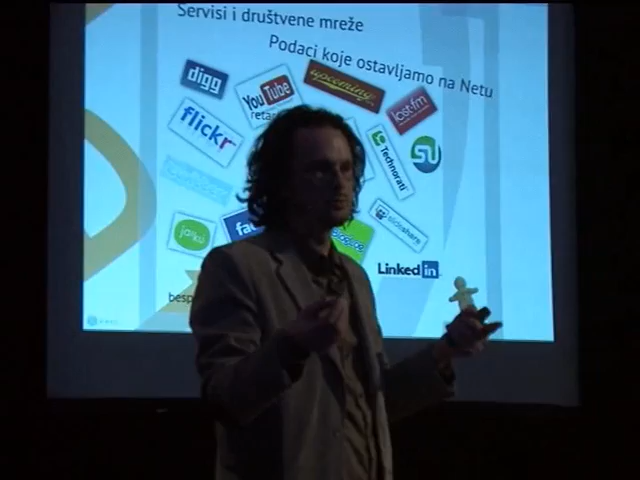 Servisi i društvene mreže
Podaci koje ostavljamo na Netu
digg
YouTube
upcoming
last.fm
flickr
Technorati
SU
jaiku
slideshare
Linked in